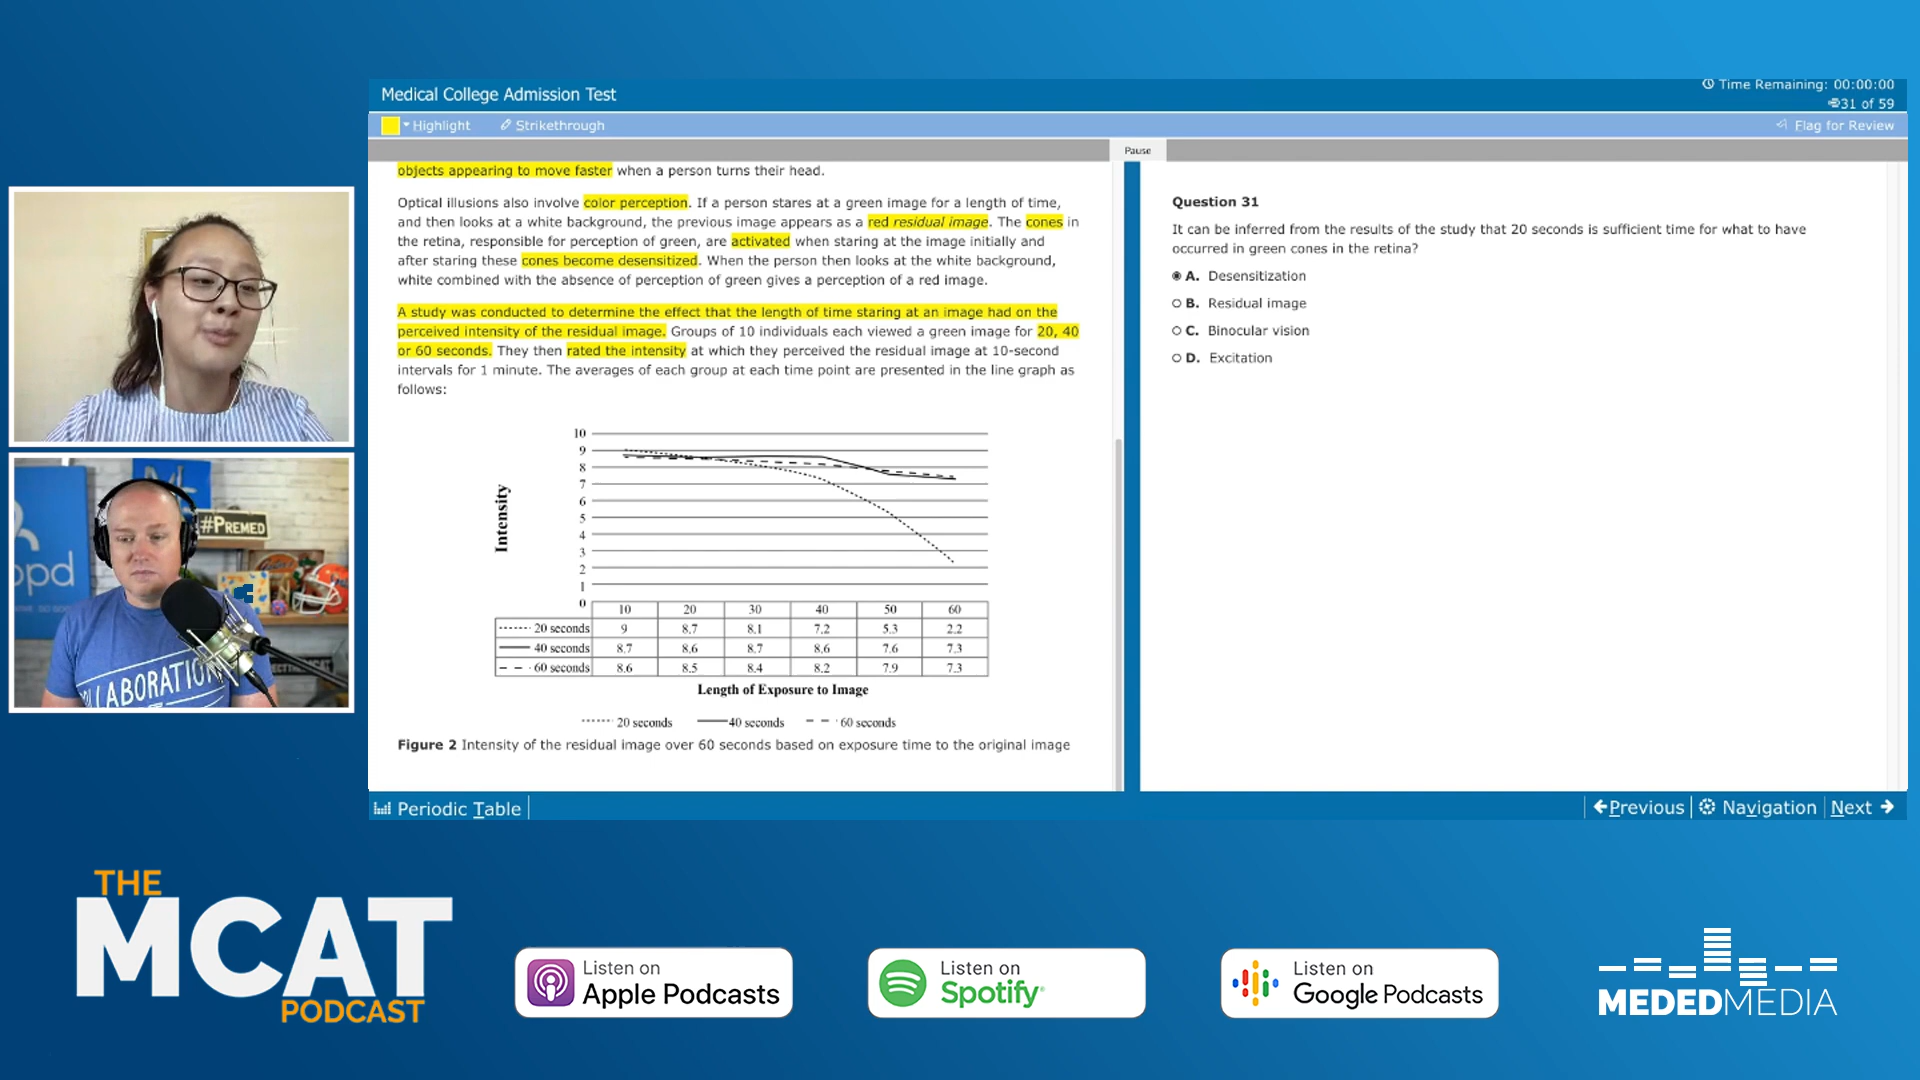 Medical College Admission Test
Time Remaining: 00:00:00
31 of 59
Highlight
Strikethrough
Flag for Review
Pause
objects appearing to move faster when a person turns their head.
Optical illusions also involve color perception. If a person stares at a green image for a length of time,
and then looks at a white background, the previous image appears as a red residual image. The cones in
the retina, responsible for perception of green, are activated when staring at the image initially and
after staring these cones become desensitized. When the person then looks at the white background,
white combined with the absence of perception of green gives a perception of a red image.
A study was conducted to determine the effect that the length of time staring at an image had on the
perceived intensity of the residual image. Groups of 10 individuals each viewed a green image for 20, 40
or 60 seconds. They then rated the intensity at which they perceived the residual image at 10-second
intervals for 1 minute. The averages of each group at each time point are presented in the line graph as
follows:
Intensity
10
9
8
7
6
5
4
3
2
1
0
10 20 30 40 50 60
20 seconds 9 8.7 8.1 7.2 5.3 2.2
40 seconds 8.7 8.6 8.7 8.6 7.6 7.3
60 seconds 8.6 8.5 8.4 8.2 7.9 7.3
Length of Exposure to Image
20 seconds 40 seconds 60 seconds
Figure 2 Intensity of the residual image over 60 seconds based on exposure time to the original image
Question 31
It can be inferred from the results of the study that 20 seconds is sufficient time for what to have
occurred in green cones in the retina?
A. Desensitization
B. Residual image
C. Binocular vision
D. Excitation
Periodic Table
Previous
Navigation
Next
#PREMED
THE
MCAT
PODCAST
Listen on
Apple Podcasts
Listen on
Spotify
Listen on
Google Podcasts
MEDEDMEDIA